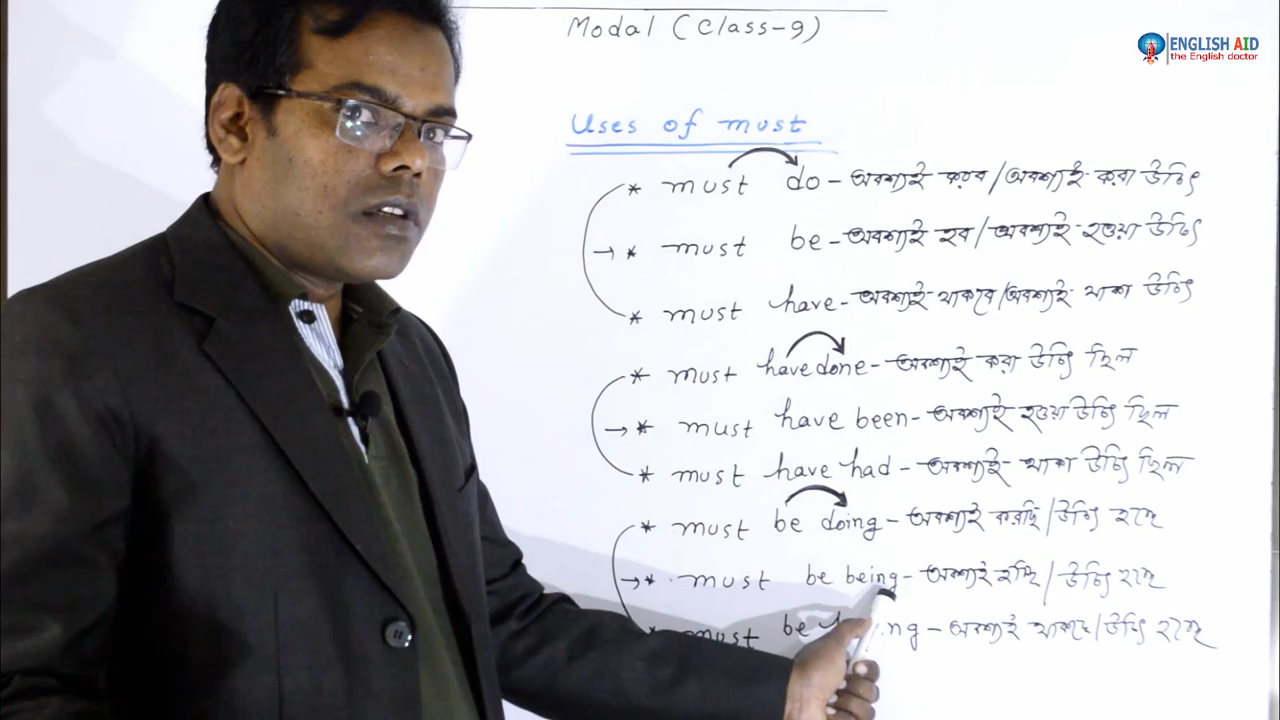 Modal (Class-9)
ENGLISH AID
the English doctor
Uses of must
* must do - অবশ্যই করব / অবশ্যই করা উচিৎ
→ * must be - অবশ্যই হব / অবশ্যই হওয়া উচিৎ
* must have - অবশ্যই থাকবে / অবশ্যই থাকা উচিৎ
* must have done - অবশ্যই করা উচিৎ ছিল
→ * must have been - অবশ্যই হওয়া উচিৎ ছিল
* must have had - অবশ্যই থাকা উচিৎ ছিল
* must be doing - অবশ্যই করছি / উচিৎ হচ্ছে
→ * must be being - অবশ্যই হচ্ছি / উচিৎ হচ্ছে
* must be - অবশ্যই থাকছে / উচিৎ হচ্ছে